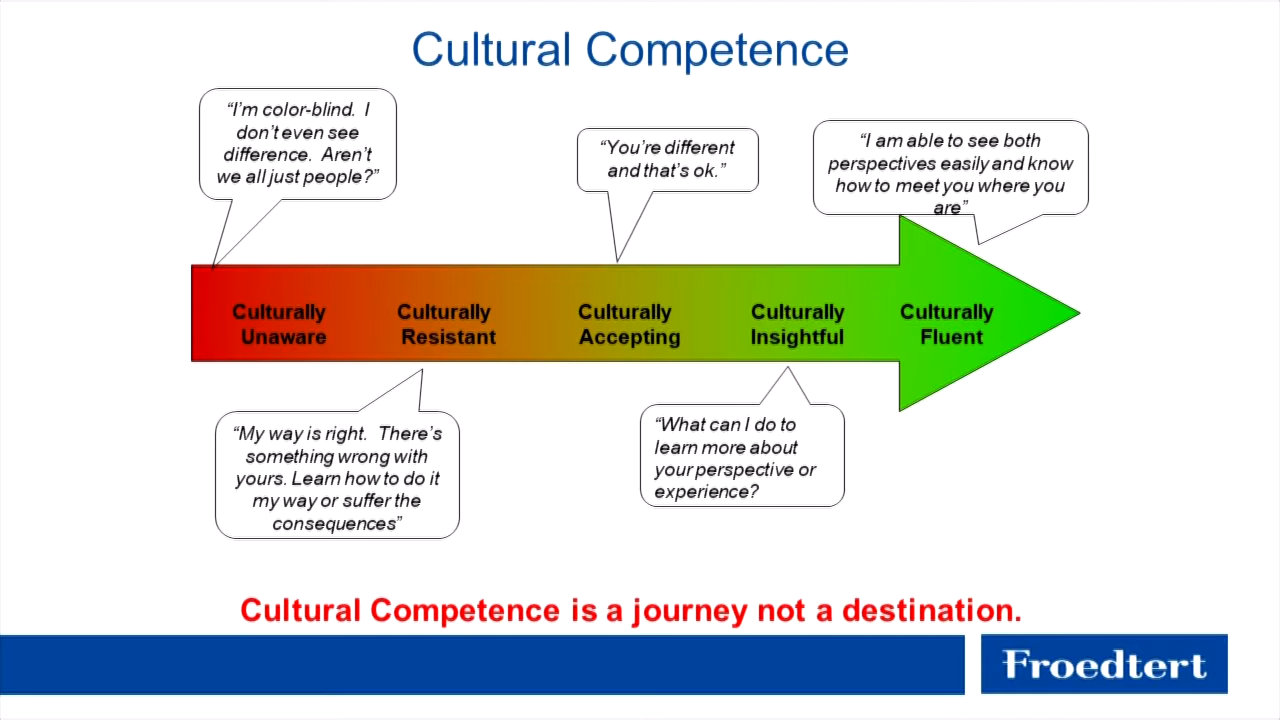 Cultural Competence
“I’m color-blind. I
don’t even see
difference. Aren’t
we all just people?”
“You’re different
and that’s ok.”
“I am able to see both
perspectives easily and know
how to meet you where you
are”
Culturally
Unaware
Culturally
Resistant
Culturally
Accepting
Culturally
Insightful
Culturally
Fluent
“My way is right. There’s
something wrong with
yours. Learn how to do it
my way or suffer the
consequences”
“What can I do to
learn more about
your perspective or
experience?
Cultural Competence is a journey not a destination.
Froedtert